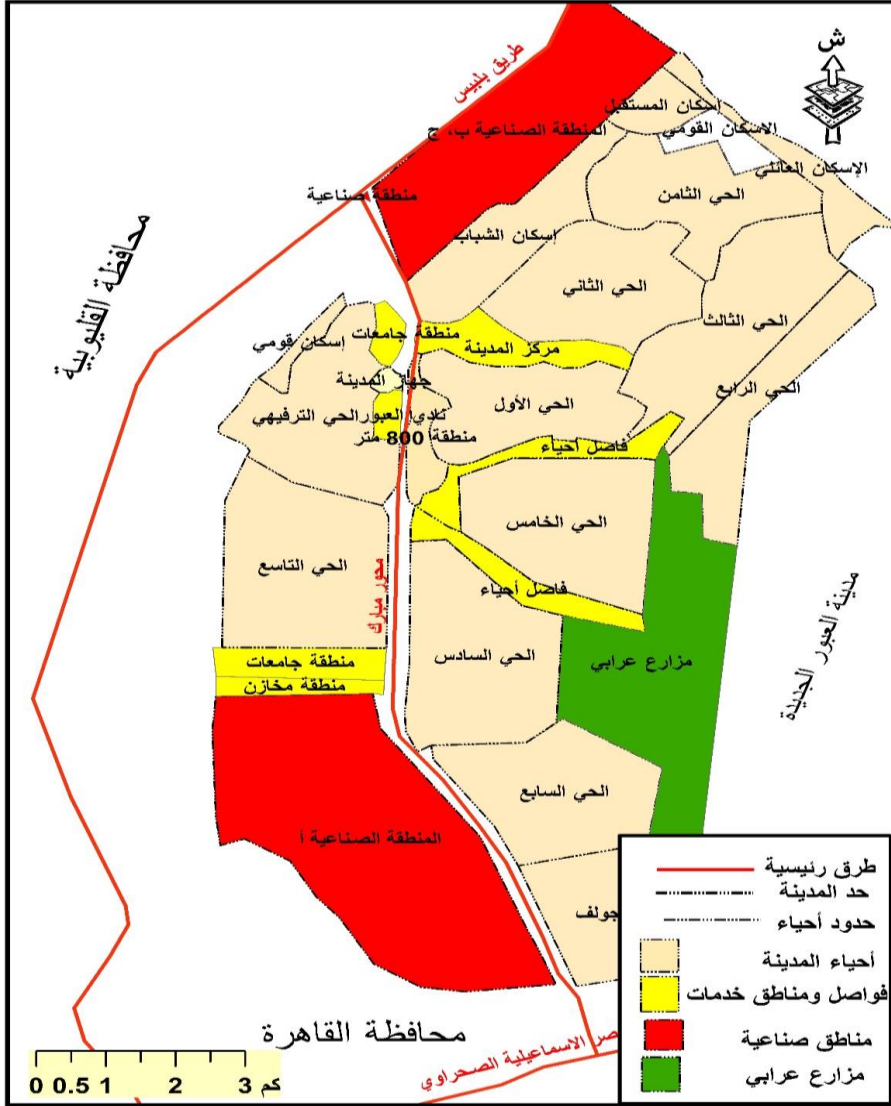 ش
طريق بلبيس
إسكان المستقبل
المنطقة الصناعية ب، ج
الاسكان القومي
الإسكان العائلي
منطقة صناعية
الحي الثامن
إسكان الشباب
محافظة القليوبية
الحي الثاني
الحي الثالث
منطقة جامعات
إسكان قومي
مركز المدينة
جهاز المدينة
الحي الرابع
الحي الأول
نادي العبور
الحي الترفيهي
منطقة 800 متر
فاصل أحياء
الحي الخامس
الحي التاسع
محور مبارك
فاصل أحياء
مدينة العبور الجديدة
منطقة جامعات
الحي السادس
مزارع عرابي
منطقة مخازن
الحي السابع
المنطقة الصناعية أ
جولف
طرق رئيسية
حد المدينة
حدود أحياء
أحياء المدينة
فواصل ومناطق خدمات
مناطق صناعية
مزارع عرابي
محافظة القاهرة
الاسماعيلية الصحراوي
0 0.5 1 2 3 كم